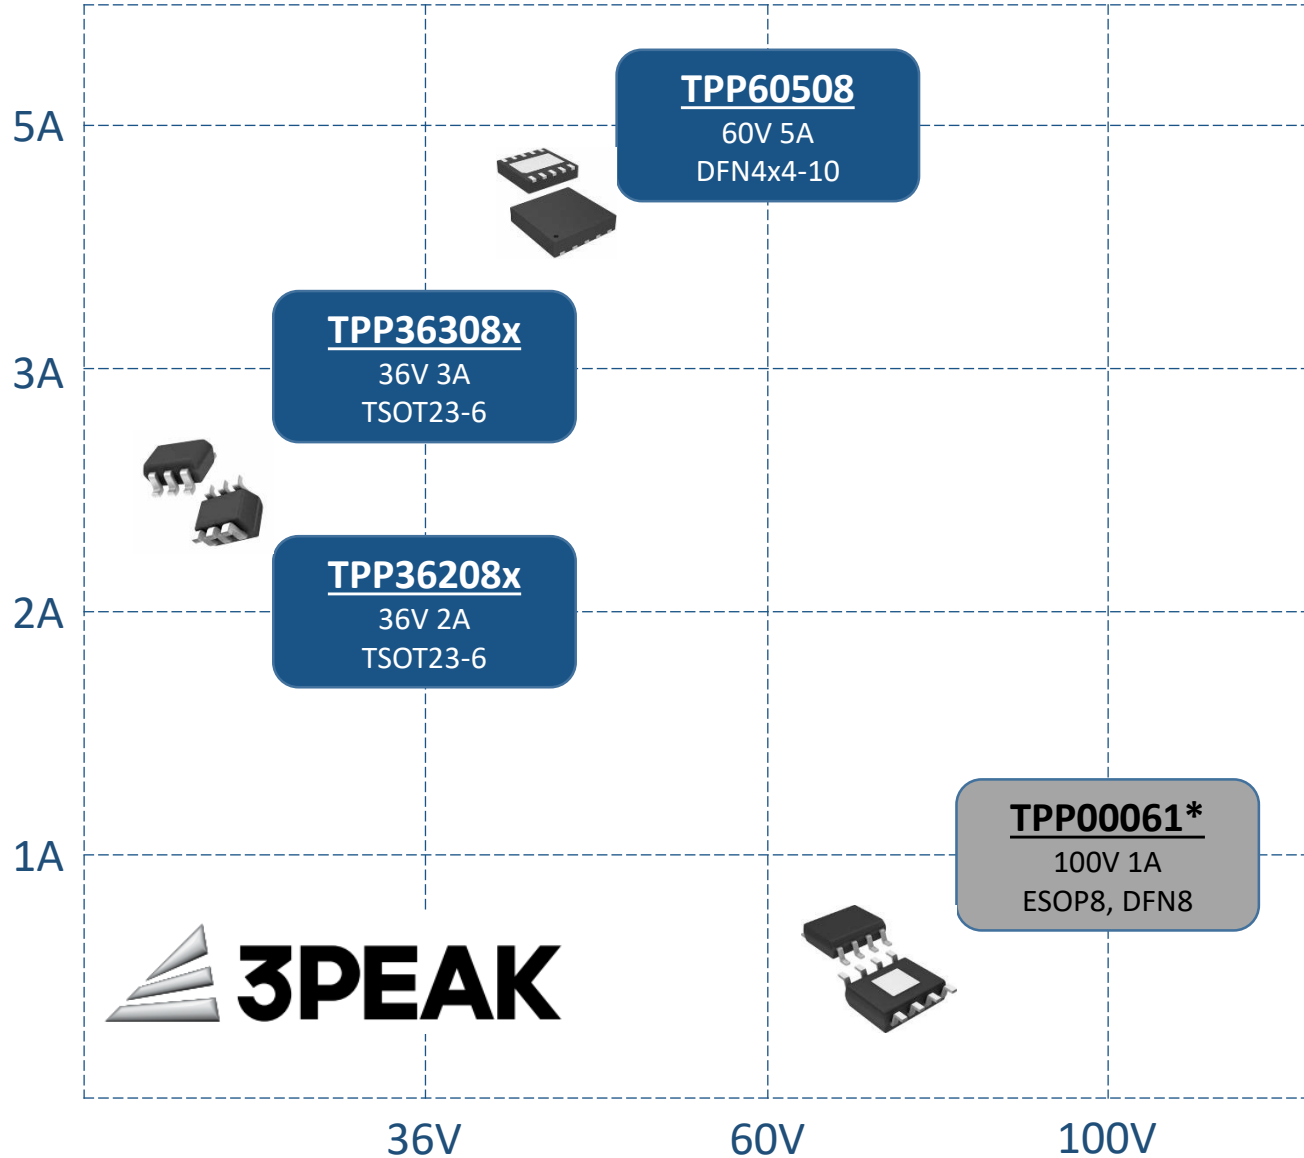 5A
TPP60508
60V 5A
DFN4x4-10
3A
TPP36308x
36V 3A
TSOT23-6
2A
TPP36208x
36V 2A
TSOT23-6
1A
TPP00061*
100V 1A
ESOP8, DFN8
3PEAK
36V
60V
100V